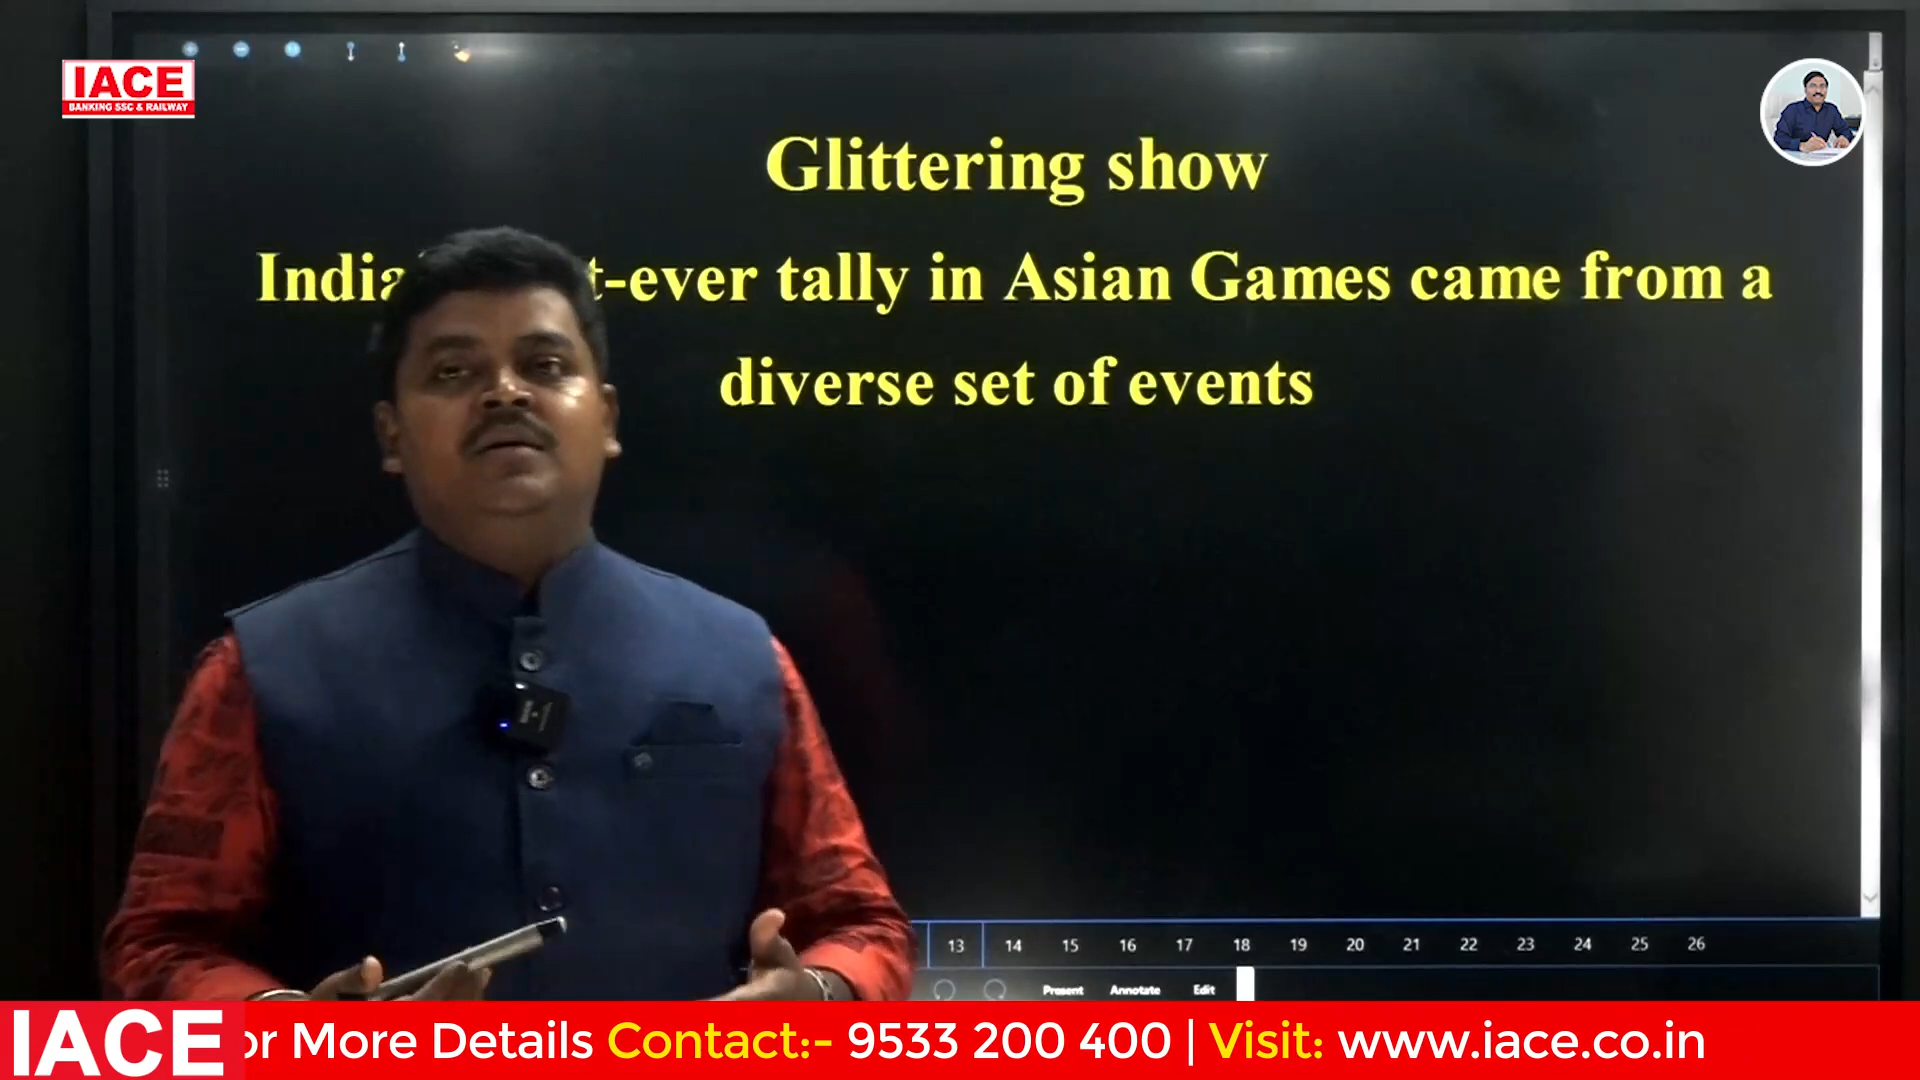 IACE
BANKING SSC & RAILWAY
Glittering show
India t-ever tally in Asian Games came from a
diverse set of events
13 14 15 16 17 18 19 20 21 22 23 24 25 26
Present Annotate Edit
IACE or More Details Contact:- 9533 200 400 | Visit: www.iace.co.in